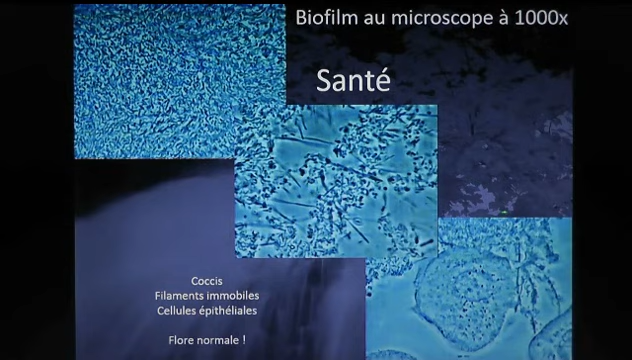 Biofilm au microscope à 1000x
Santé
Coccis
Filaments immobiles
Cellules épithéliales
Flore normale !